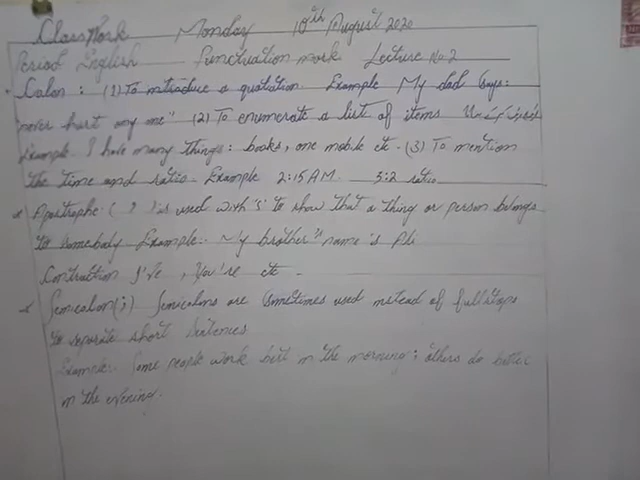 Class Work Monday 10th August 2020
Period English Punctuation mark Lecture No 2
Colon : (1) To introduce a quotation Example My dad says:
"never hurt any one" (2) To enumerate a list of items
Example I have many things: books, one mobile etc. (3) To mention
the time and ratio Example 2:15 A.M. 3:2 ratio
* Apostrophe (') is used with 's' to show that a thing or person belongs
to somebody Example:- My brother's name is
Contraction I've, You're etc -
* Semicolon (;) Semicolons are sometimes used instead of fullstops
to separate short sentences
Example: Some people work best in the morning; others do better
in the evening.